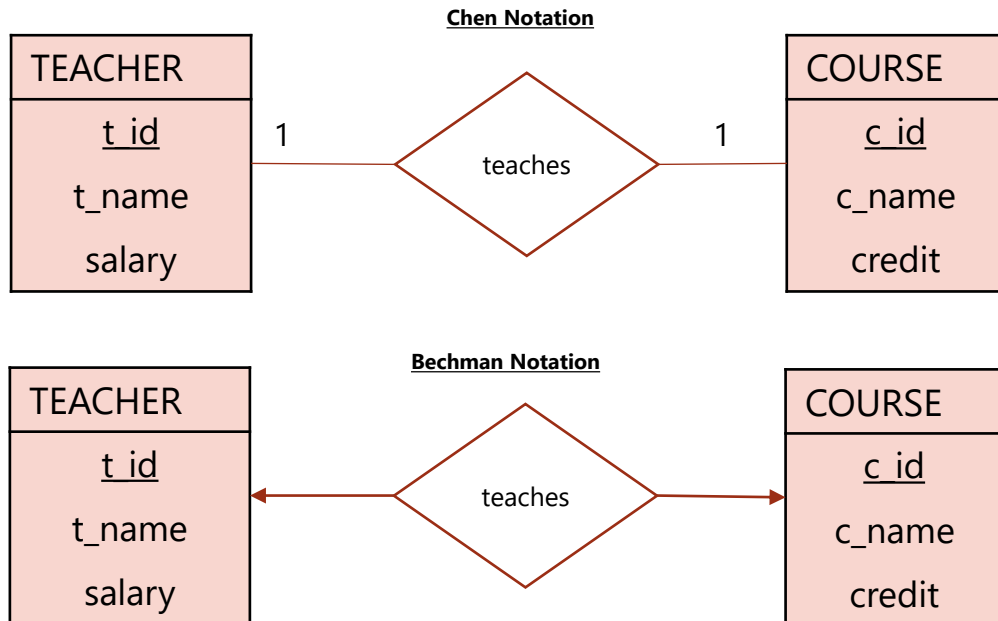 Chen Notation
TEACHER
t_id
t_name
salary
1
teaches
1
COURSE
c_id
c_name
credit
Bechman Notation
TEACHER
t_id
t_name
salary
teaches
COURSE
c_id
c_name
credit